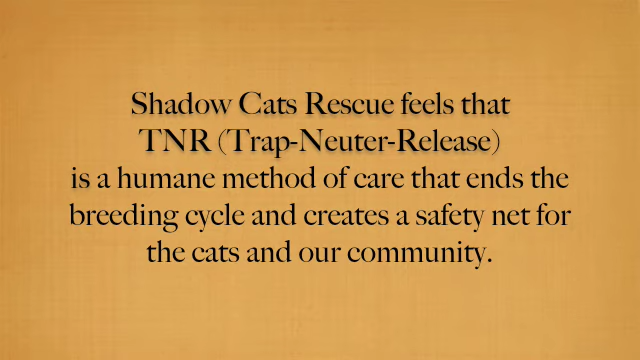 Shadow Cats Rescue feels that
TNR (Trap-Neuter-Release)
is a humane method of care that ends the
breeding cycle and creates a safety net for
the cats and our community.